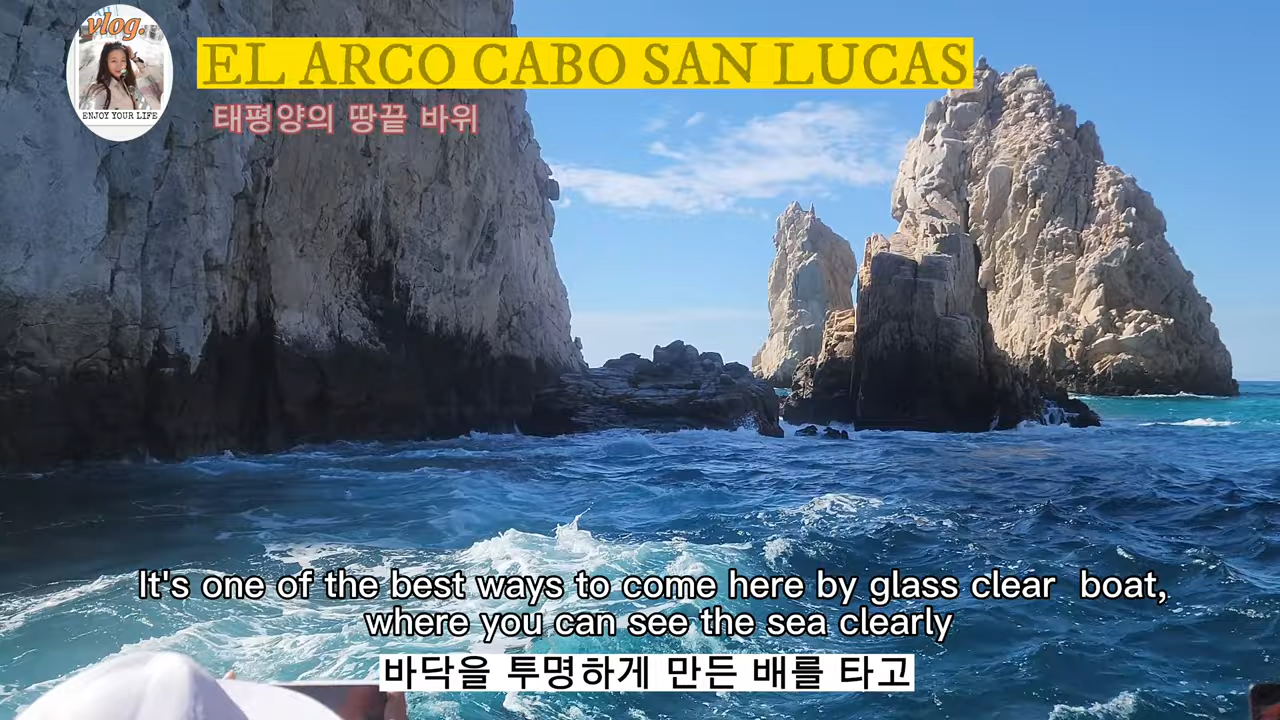 vlog.
ENJOY YOUR LIFE
EL ARCO CABO SAN LUCAS
태평양의 땅끝 바위
It's one of the best ways to come here by glass clear boat,
where you can see the sea clearly
바닥을 투명하게 만든 배를 타고